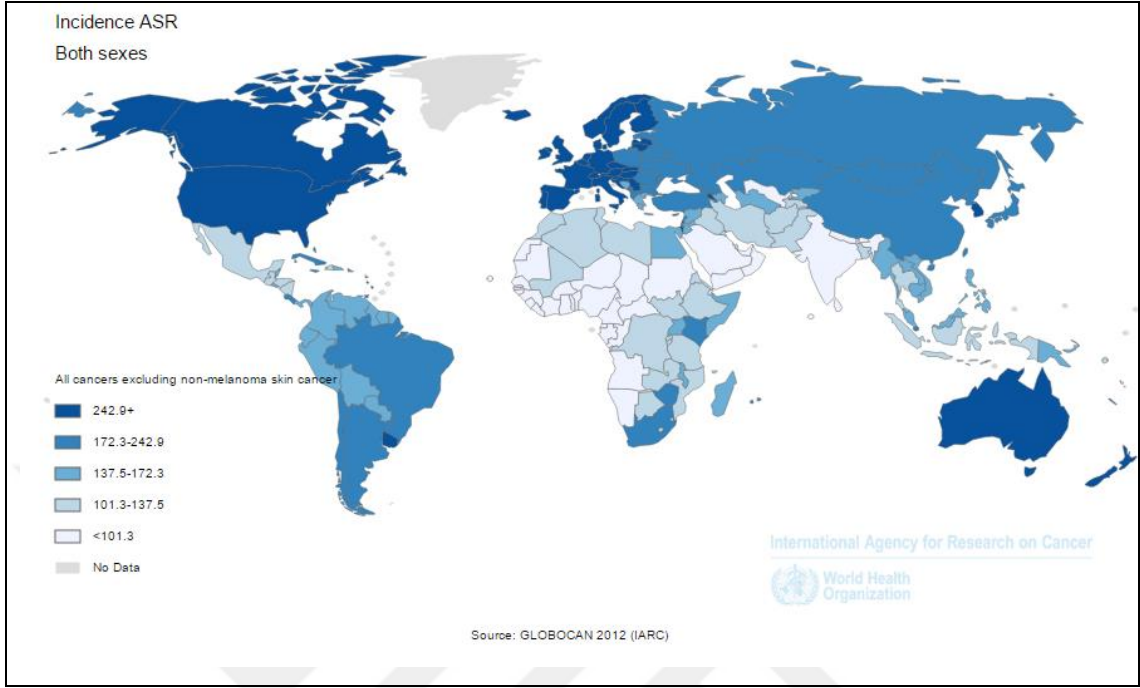 Incidence ASR
Both sexes
All cancers excluding non-melanoma skin cancer
242.9+
172.3-242.9
137.5-172.3
101.3-137.5
<101.3
No Data
International Agency for Research on Cancer
World Health
Organization
Source: GLOBOCAN 2012 (IARC)